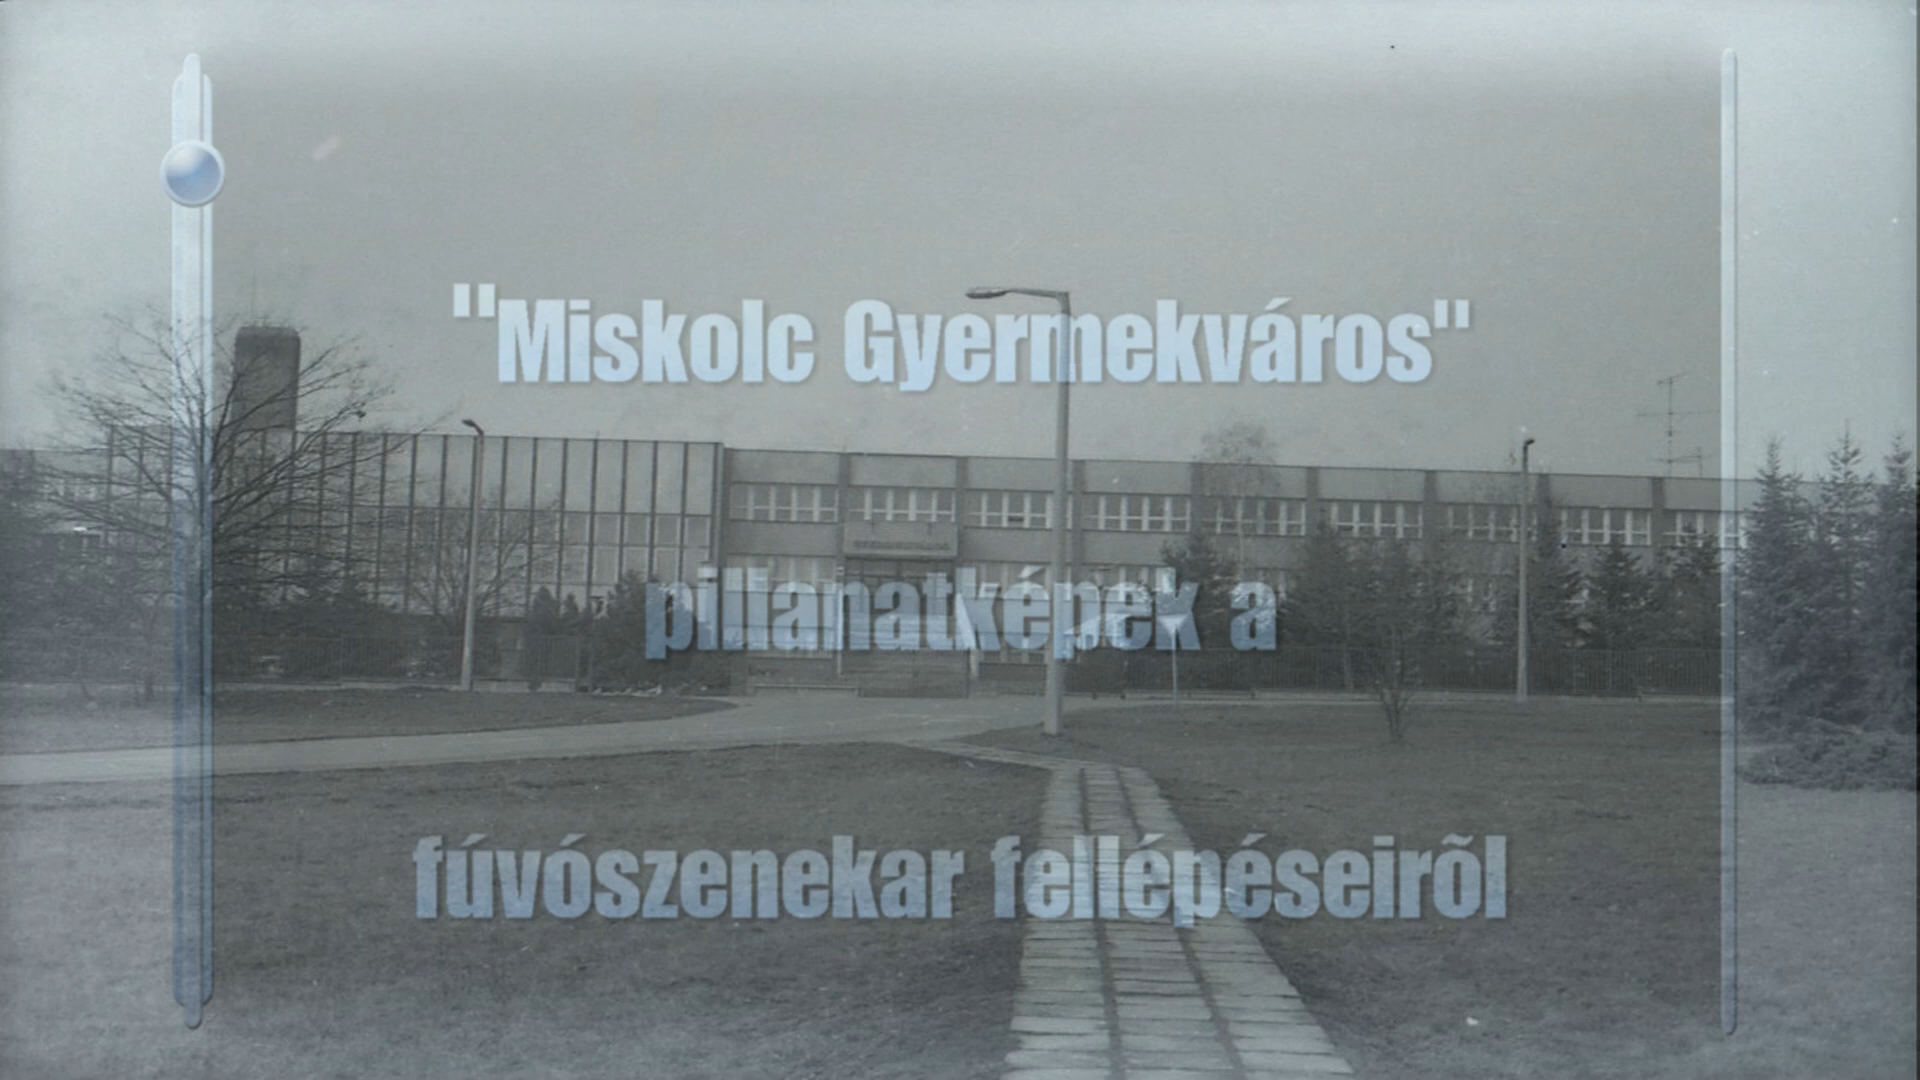 "Miskolc Gyermekváros"
pillanatképek a
fúvószenekar fellépéseirõl